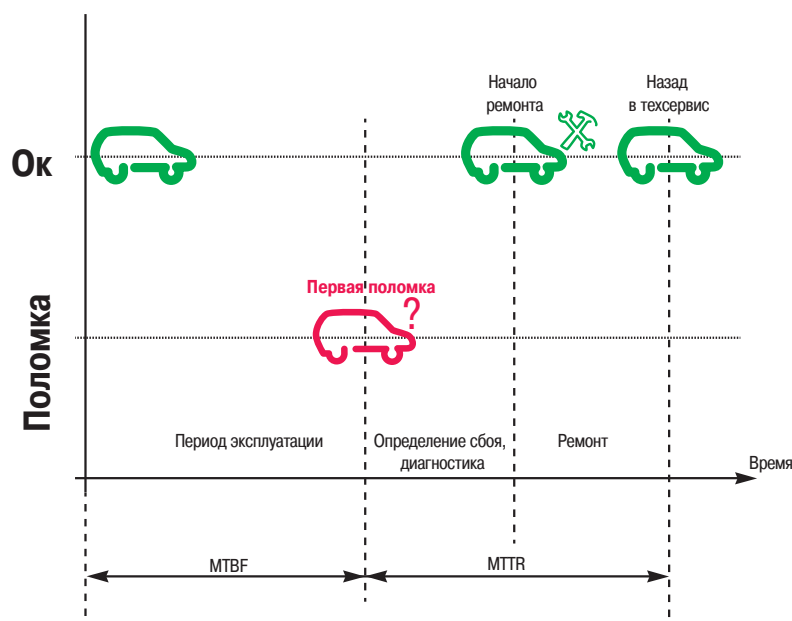 Начало
ремонта
Назад
в техсервис
Ок
Первая поломка
?
Поломка
Период эксплуатации
Определение сбоя,
диагностика
Ремонт
Время
MTBF
MTTR